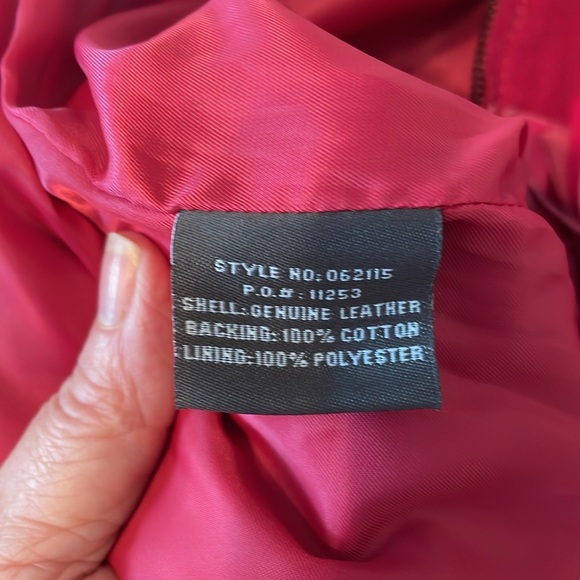 STYLE NO: 062115
P.O.#: 11253
SHELL: GENUINE LEATHER
BACKING: 100% COTTON
LINING: 100% POLYESTER